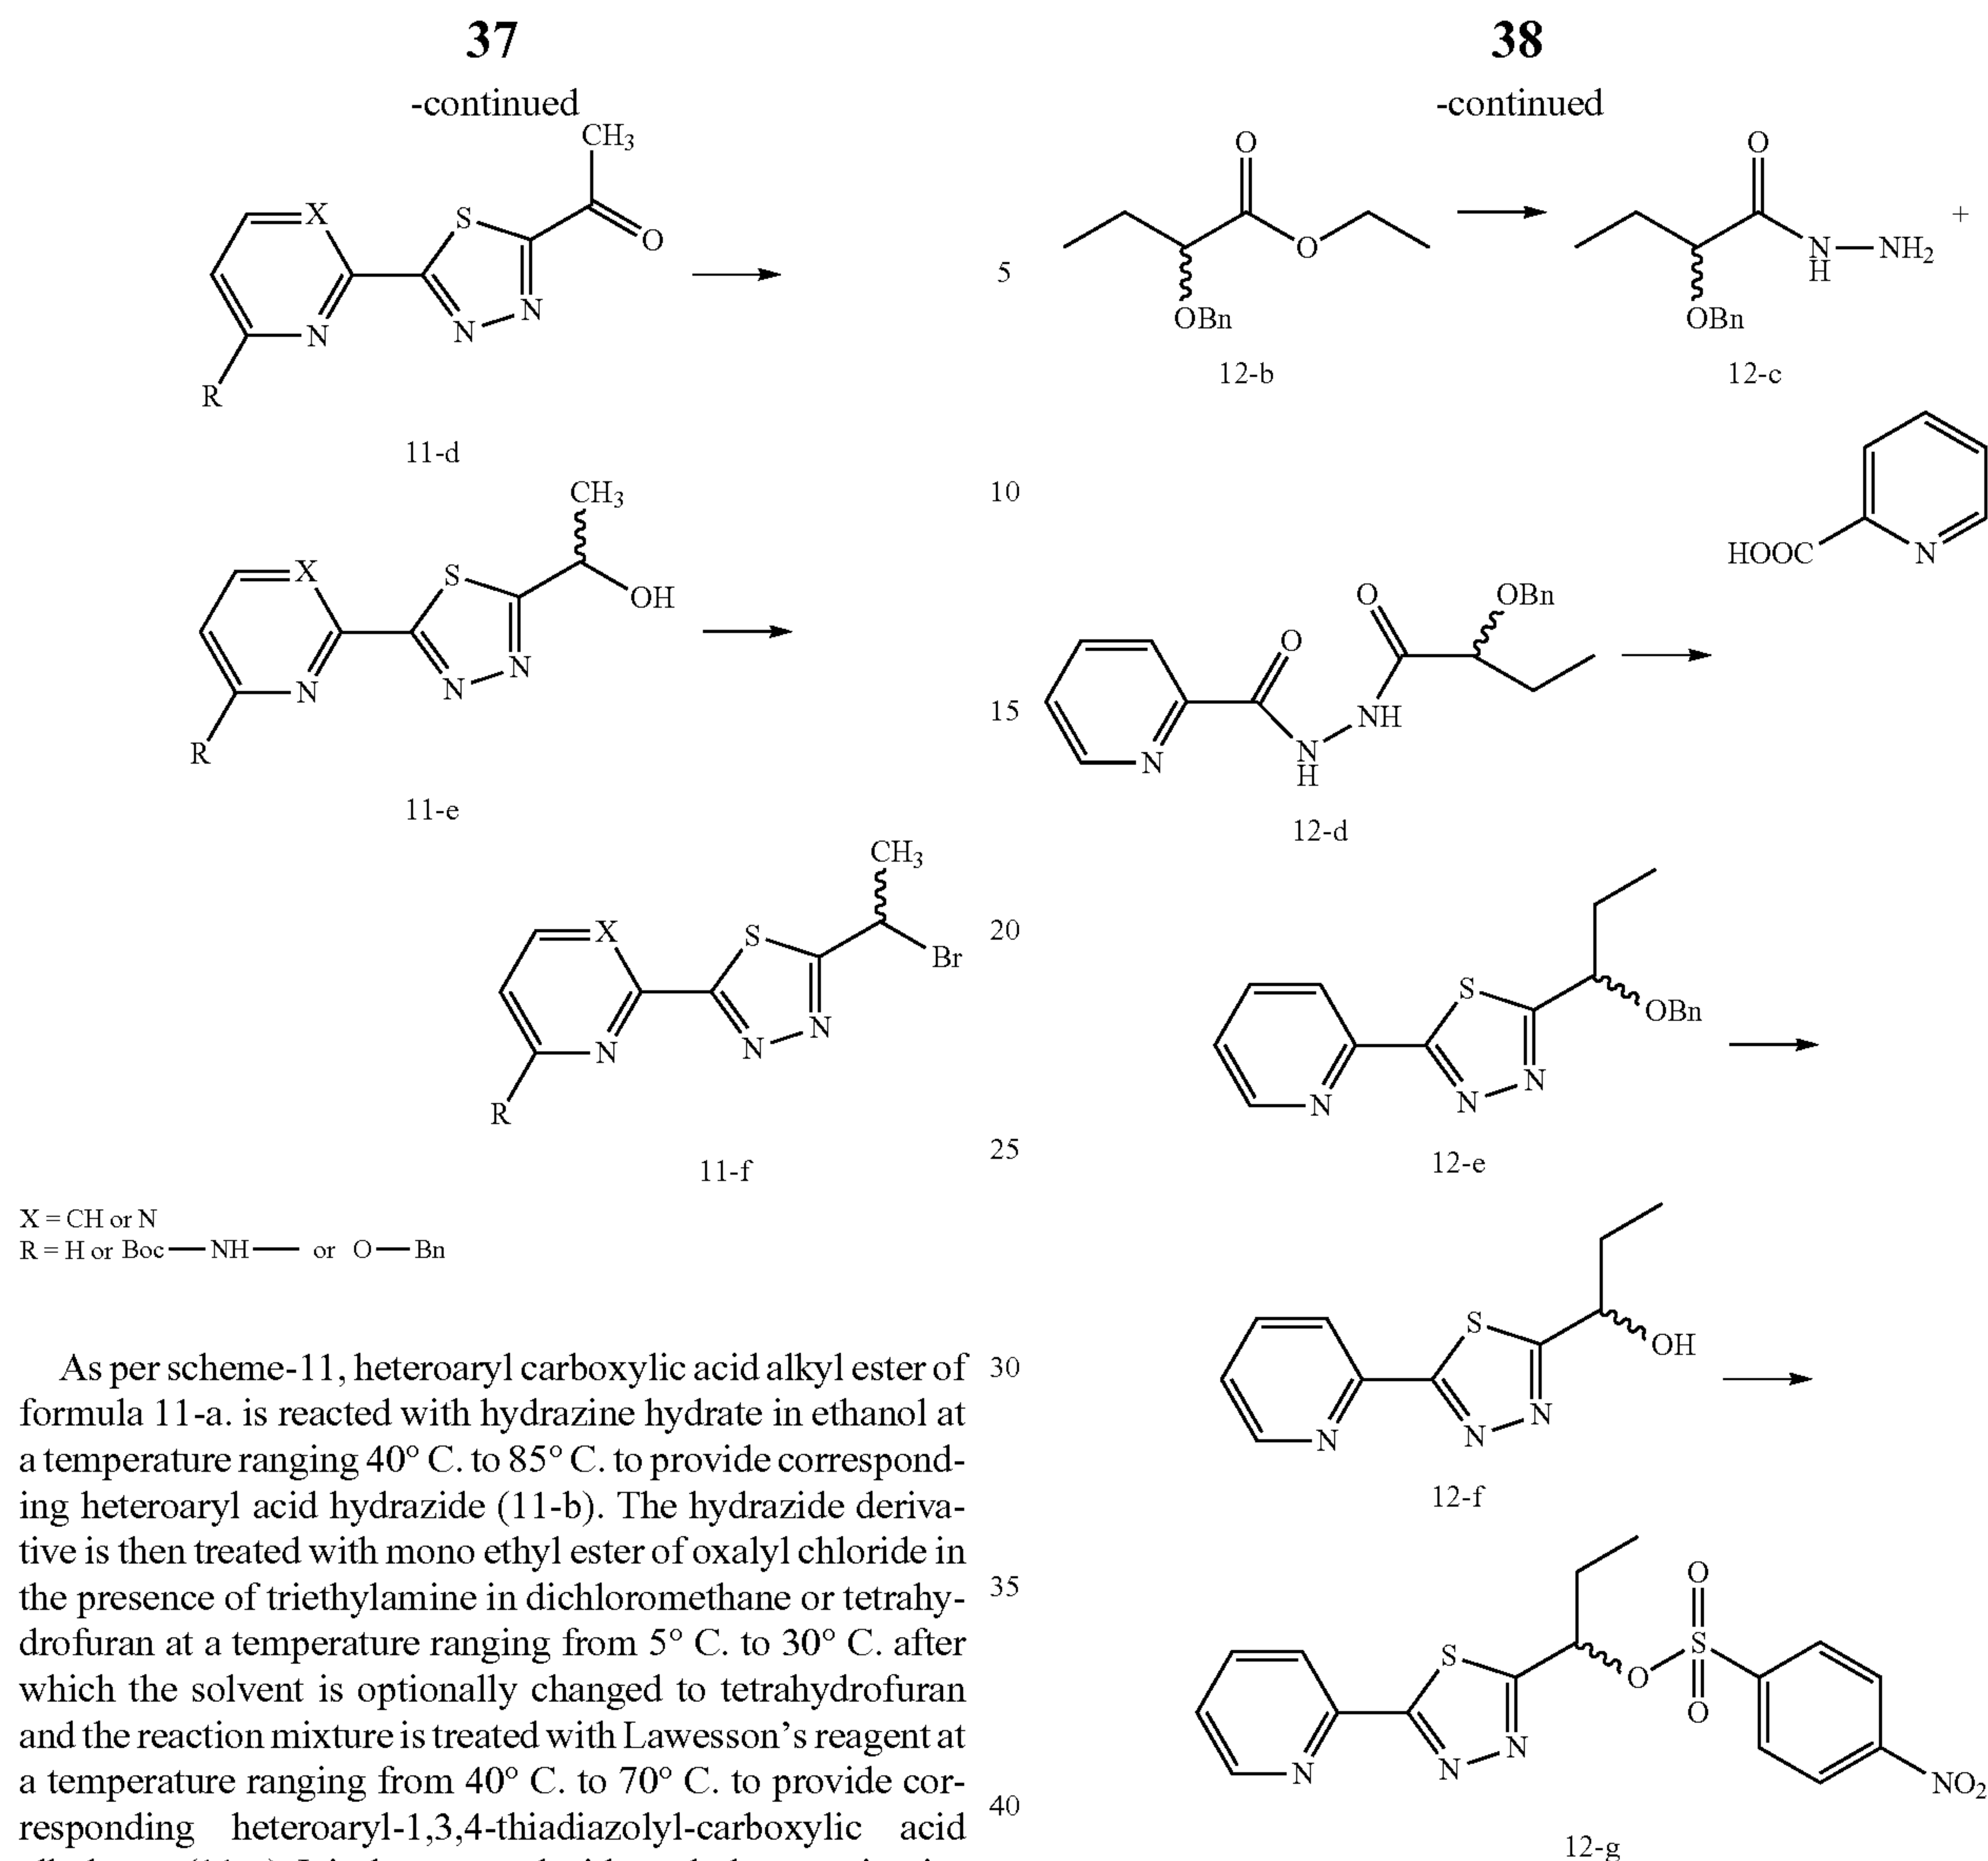 37
-continued
CH3
X
S
O
N
N
N
R
11-d
CH3
X
S
OH
N
N
N
R
11-e
CH3
X
S
Br
N
N
N
R
11-f
X = CH or N
R = H or Boc—NH— or O—Bn
As per scheme-11, heteroaryl carboxylic acid alkyl ester of
formula 11-a. is reacted with hydrazine hydrate in ethanol at
a temperature ranging 40° C. to 85° C. to provide correspond-
ing heteroaryl acid hydrazide (11-b). The hydrazide deriva-
tive is then treated with mono ethyl ester of oxalyl chloride in
the presence of triethylamine in dichloromethane or tetrahy-
drofuran at a temperature ranging from 5° C. to 30° C. after
which the solvent is optionally changed to tetrahydrofuran
and the reaction mixture is treated with Lawesson's reagent at
a temperature ranging from 40° C. to 70° C. to provide cor-
responding heteroaryl-1,3,4-thiadiazolyl-carboxylic acid
5
10
15
20
25
30
35
40
38
-continued
O
O
OBn
12-b
O
N
H
NH2
+
OBn
12-c
HOOC
N
O
OBn
O
NH
N
H
N
12-d
S
OBn
N
N
N
12-e
S
OH
N
N
N
12-f
O
S
S
O
O
N
N
N
NO2
12-g